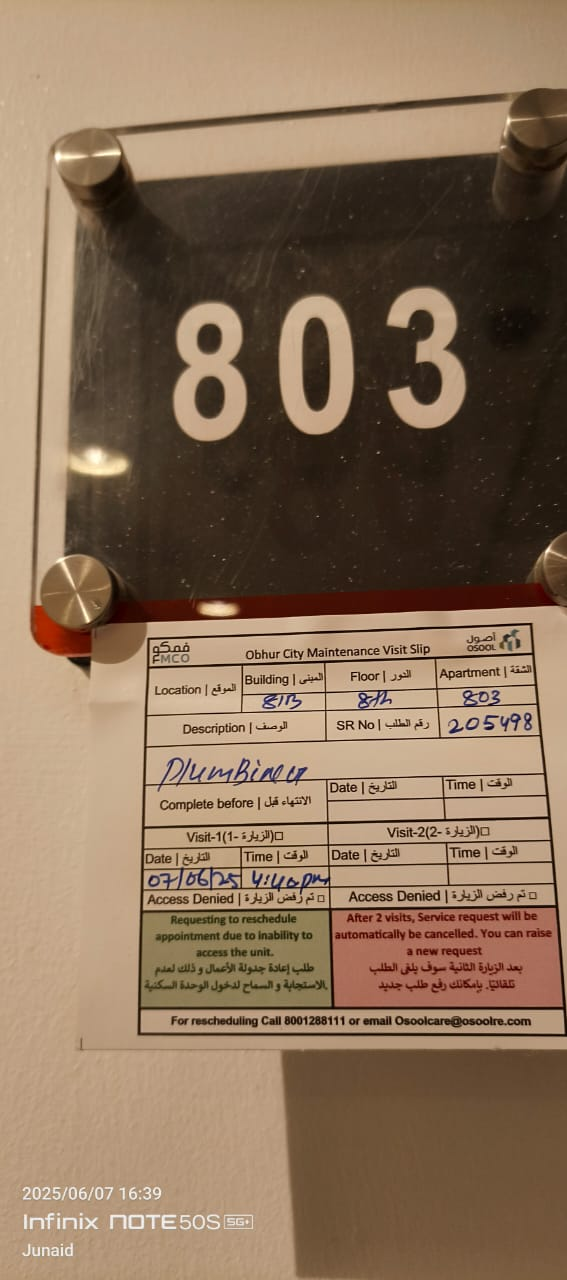 803
فمكو
FMCO
Obhur City Maintenance Visit Slip
أصول
OSOOL
Location | الموقع
Building | المبنى
Floor | الدور
Apartment | الشقة
81B
8th
803
Description | الوصف
SR No | رقم الطلب
205498
Plumbing
Complete before | الانتهاء قبل
Date | التاريخ
Time | الوقت
Visit-1(الزيارة -1)□
Visit-2(الزيارة -2)□
Date | التاريخ
Time | الوقت
Date | التاريخ
Time | الوقت
07/06/25
4:40pm
Access Denied | تم رفض الزيارة □
Access Denied | تم رفض الزيارة □
Requesting to reschedule
appointment due to inability to
access the unit.
طلب إعادة جدولة الأعمال و ذلك لعدم
الاستجابة و السماح لدخول الوحدة السكنية.
After 2 visits, Service request will be
automatically be cancelled. You can raise
a new request
بعد الزيارة الثانية سوف يلغى الطلب
تلقائيًا. بإمكانك رفع طلب جديد
For rescheduling Call 8001288111 or email Osoolcare@osoolre.com
2025/06/07 16:39
Infinix NOTE50S 5G+
Junaid